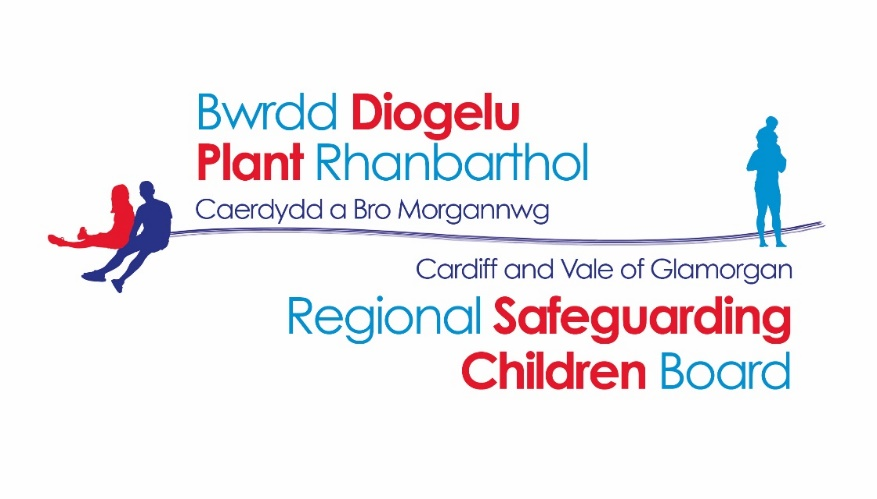 Bwrdd Diogelu
Plant Rhanbarthol
Caerdydd a Bro Morgannwg
Cardiff and Vale of Glamorgan
Regional Safeguarding
Children Board